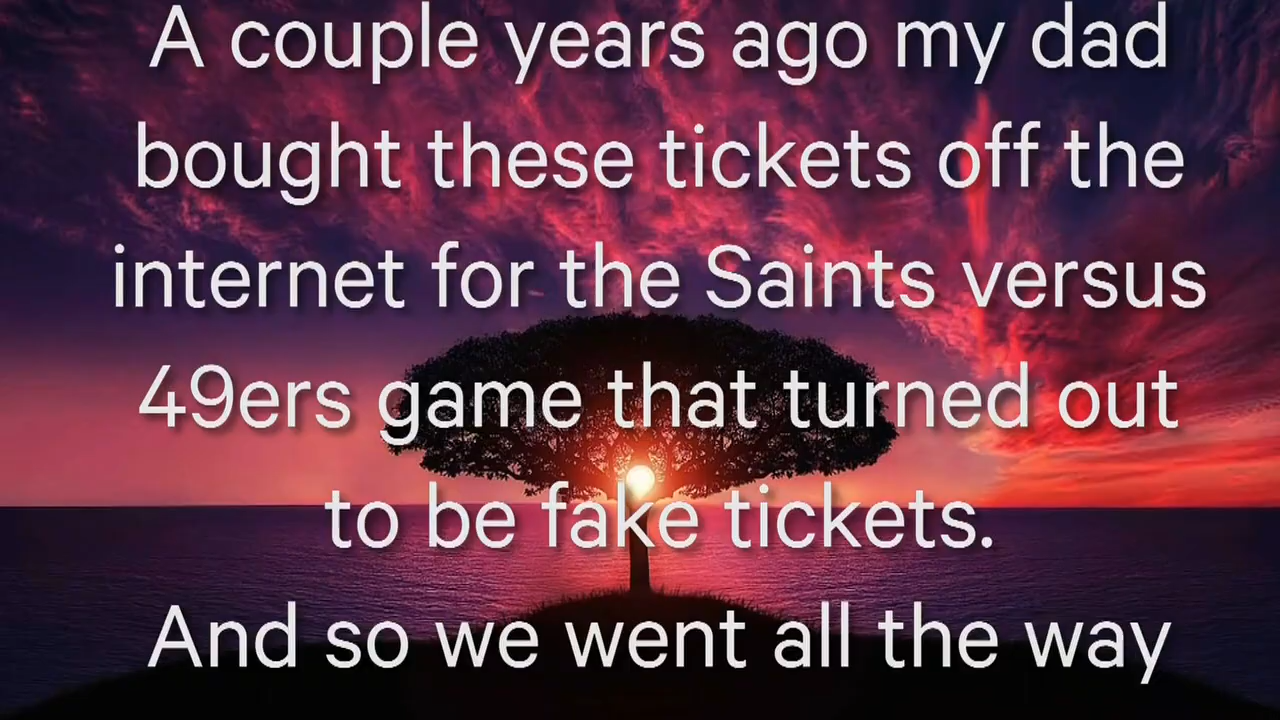 A couple years ago my dad
bought these tickets off the
internet for the Saints versus
49ers game that turned out
to be fake tickets.
And so we went all the way